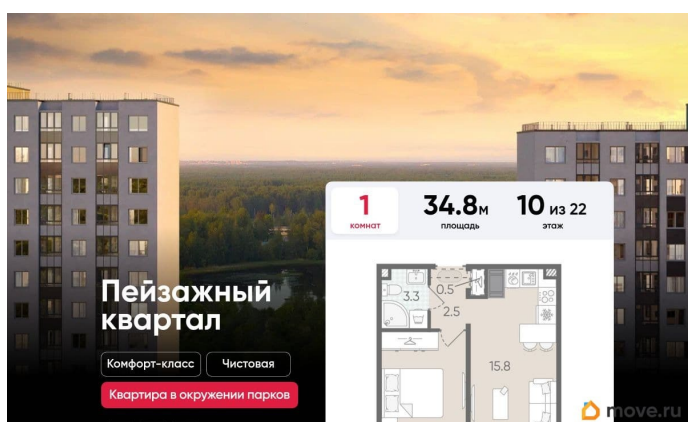 1
комнат
34.8м
площадь
10 из 22
этаж
Пейзажный
квартал
Комфорт-класс
Чистовая
Квартира в окружении парков
3.3
0.5
2.5
15.8
move.ru